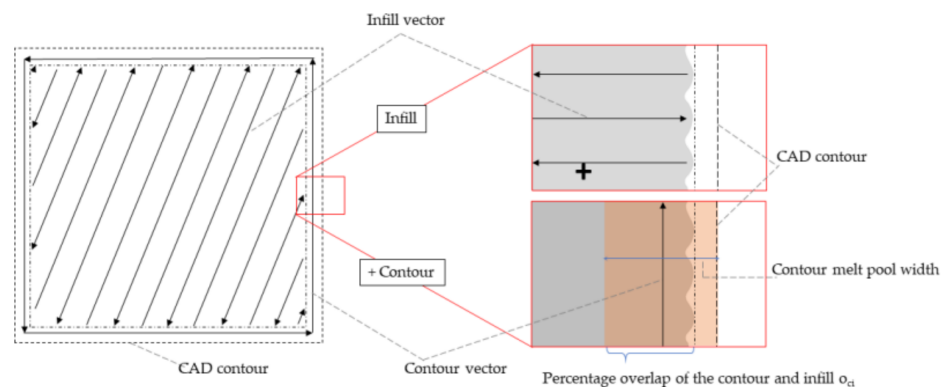 Infill vector
Infill
CAD contour
+
+ Contour
Contour melt pool width
CAD contour
Contour vector
Percentage overlap of the contour and infill o_ci